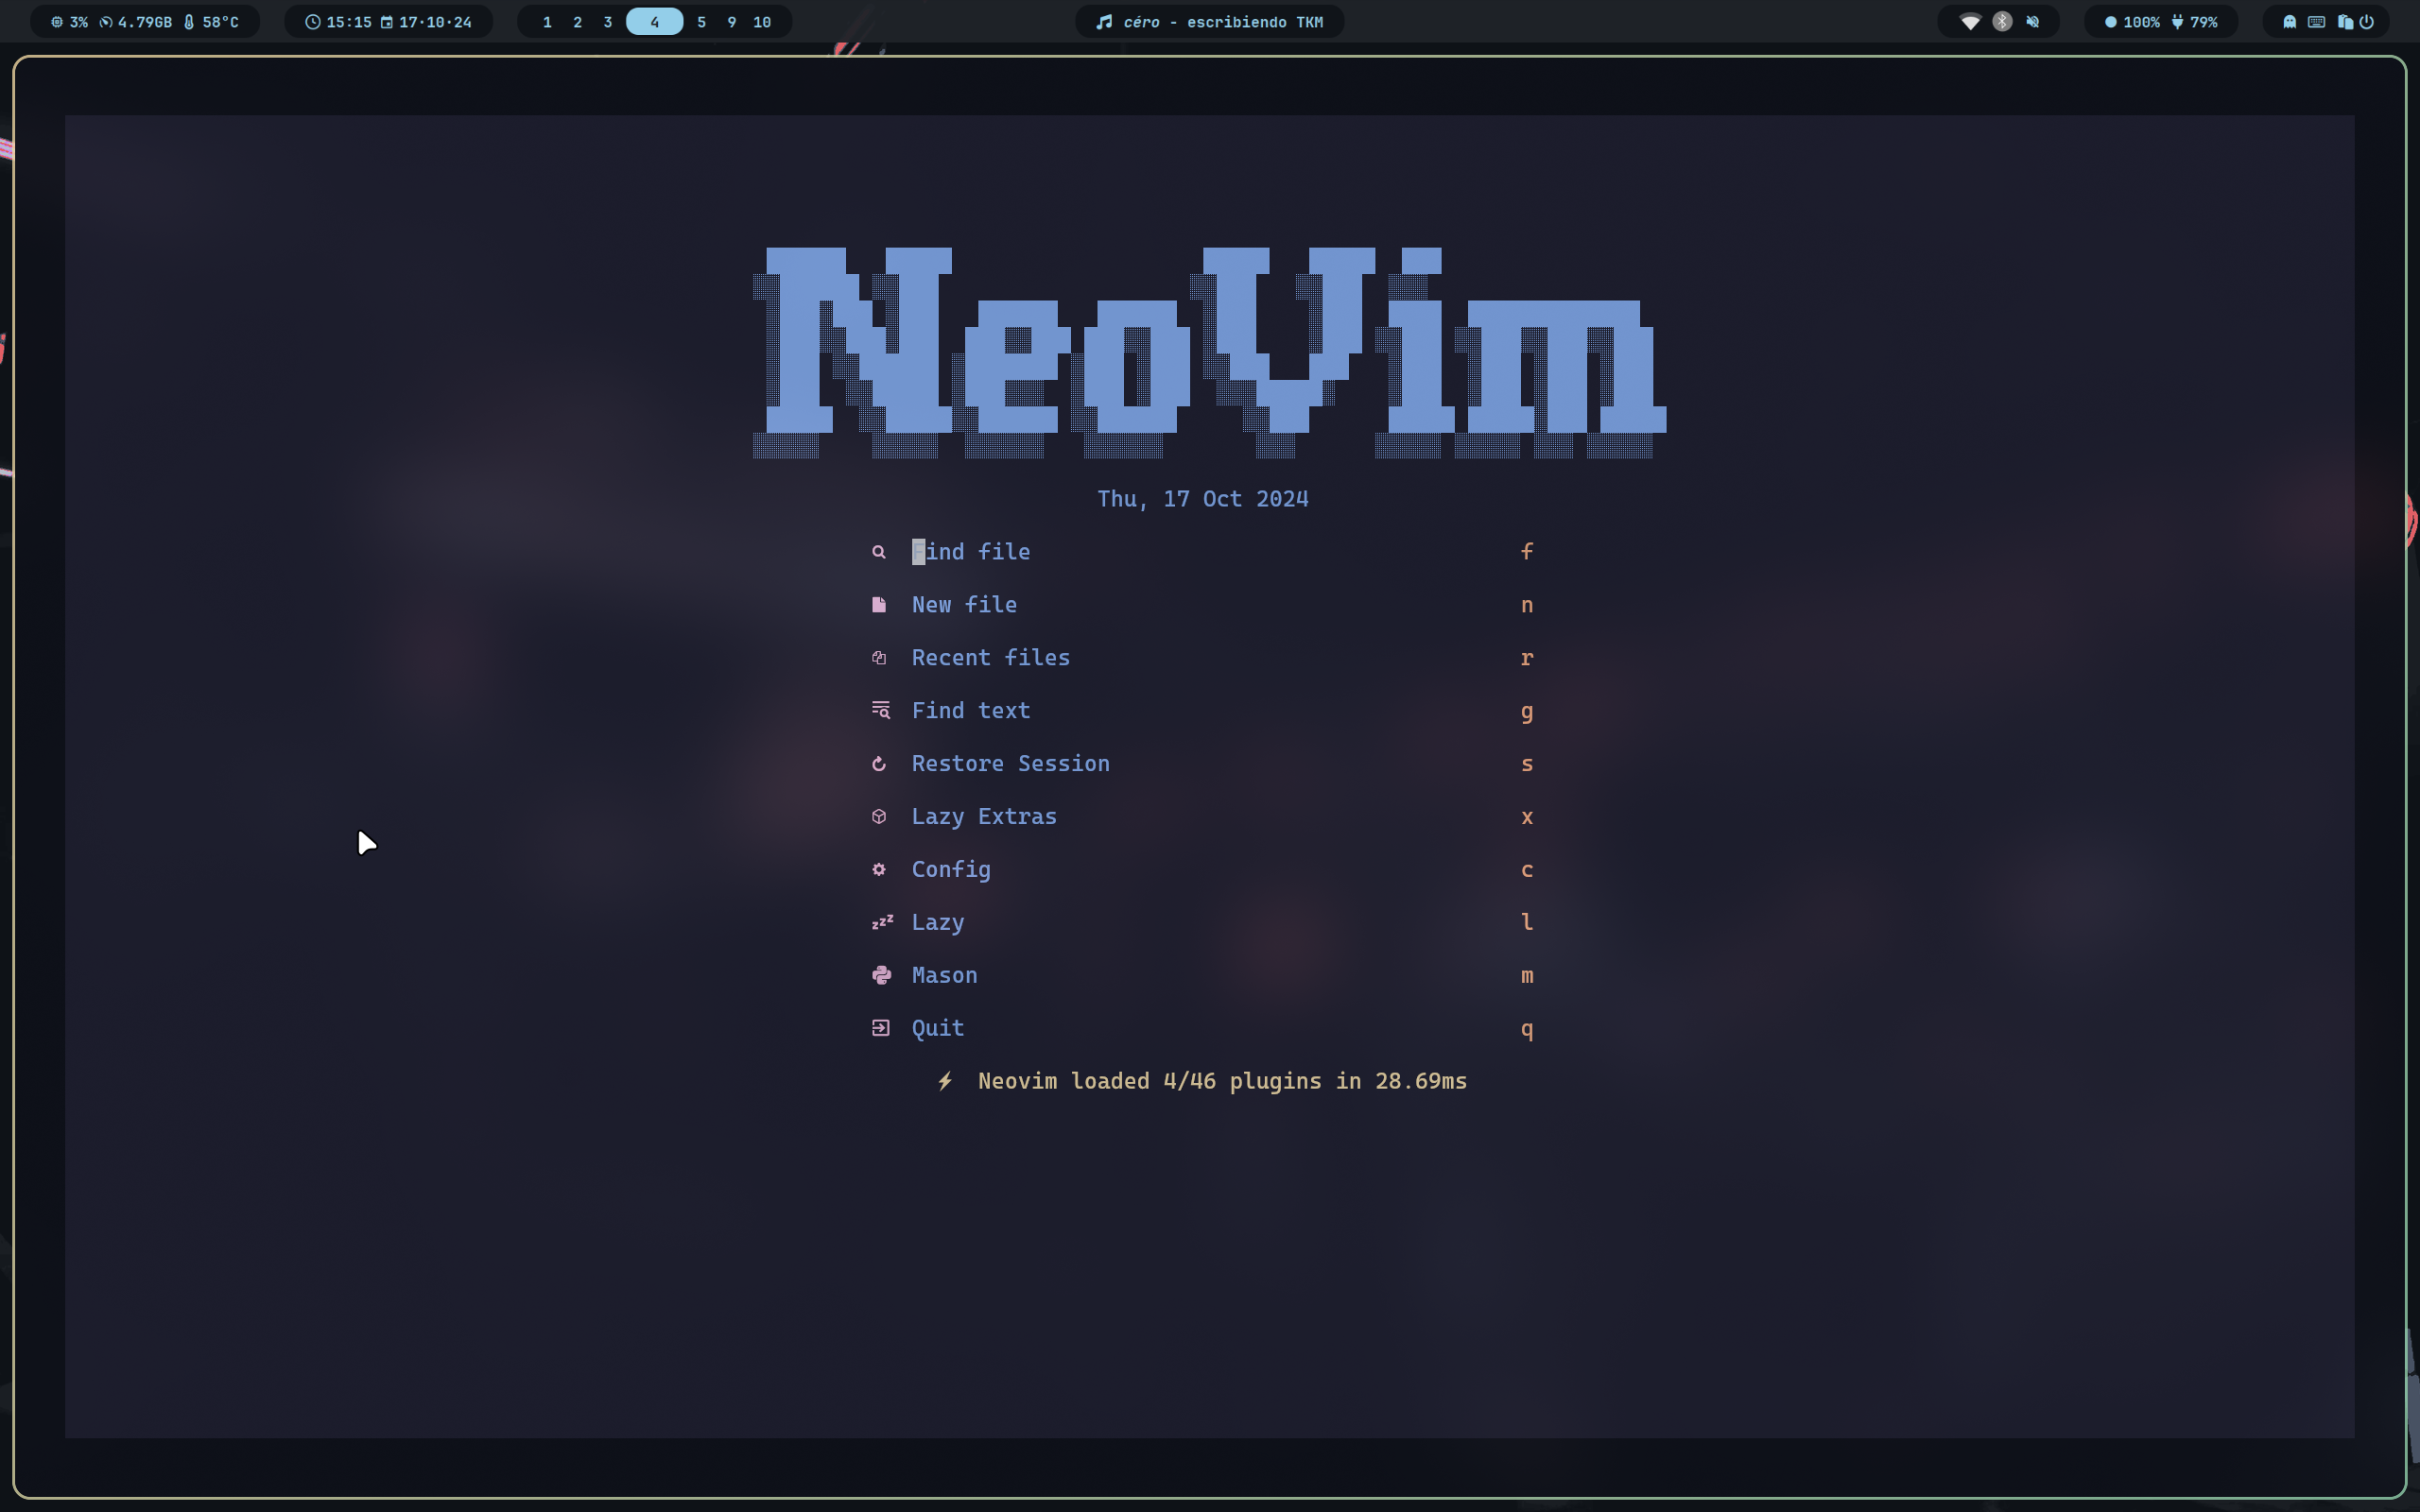 3% 4.79GB 58°C 15:15 17·10·24 1 2 3 4 5 9 10 céro - escribiendo TKM 100% 79%
NeoVim
Thu, 17 Oct 2024
Find file f
New file n
Recent files r
Find text g
Restore Session s
Lazy Extras x
Config c
zzz Lazy l
Mason m
Quit q
Neovim loaded 4/46 plugins in 28.69ms